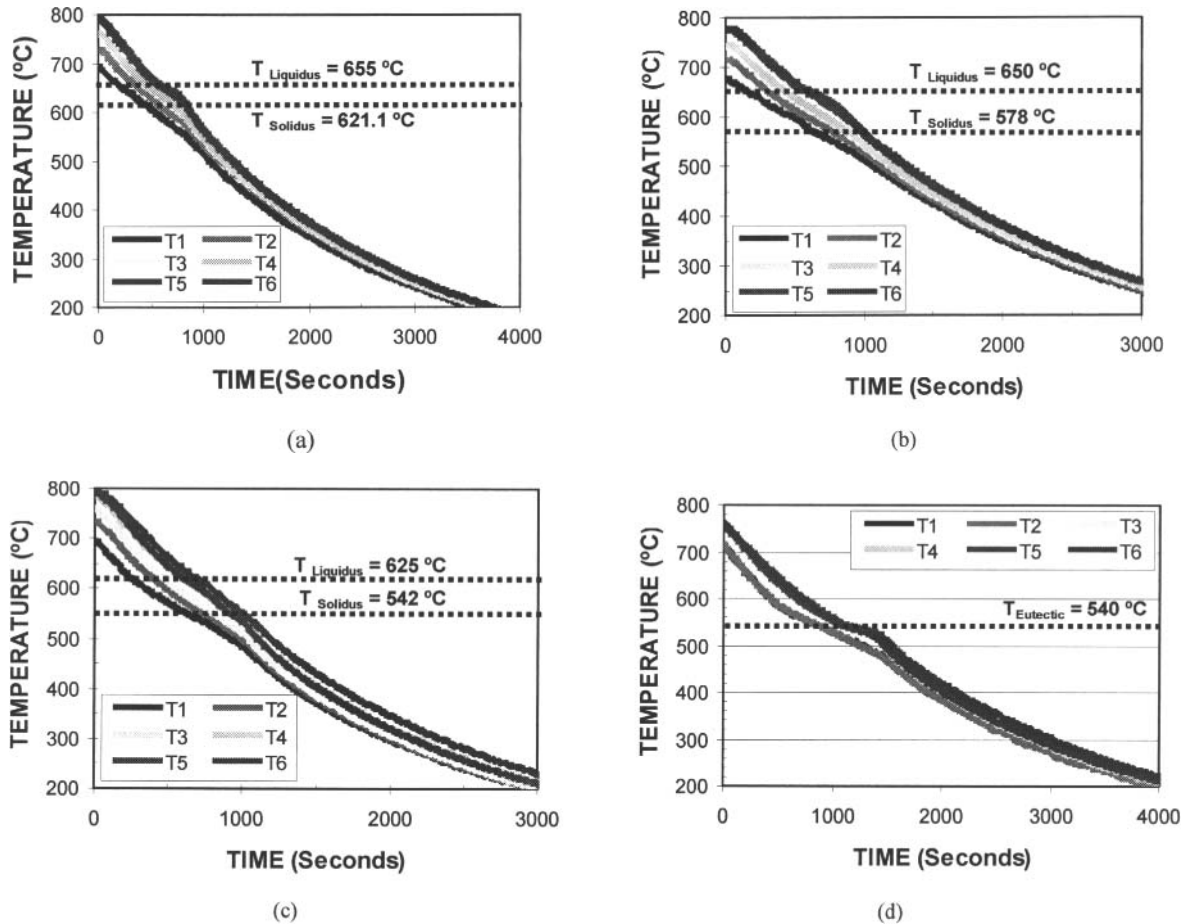 800
700
600
500
400
300
200
TEMPERATURE (ºC)
T Liquidus = 655 ºC
T Solidus = 621.1 ºC
T1 T2
T3 T4
T5 T6
0 1000 2000 3000 4000
TIME(Seconds)
(a)
800
700
600
500
400
300
200
TEMPERATURE (ºC)
T Liquidus = 650 ºC
T Solidus = 578 ºC
T1 T2
T3 T4
T5 T6
0 1000 2000 3000
TIME (Seconds)
(b)
800
700
600
500
400
300
200
TEMPERATURE (ºC)
T Liquidus = 625 ºC
T Solidus = 542 ºC
T1 T2
T3 T4
T5 T6
0 1000 2000 3000
TIME (Seconds)
(c)
800
700
600
500
400
300
200
TEMPERATURE (ºC)
T1 T2 T3
T4 T5 T6
T Eutectic = 540 ºC
0 1000 2000 3000 4000
TIME (Seconds)
(d)